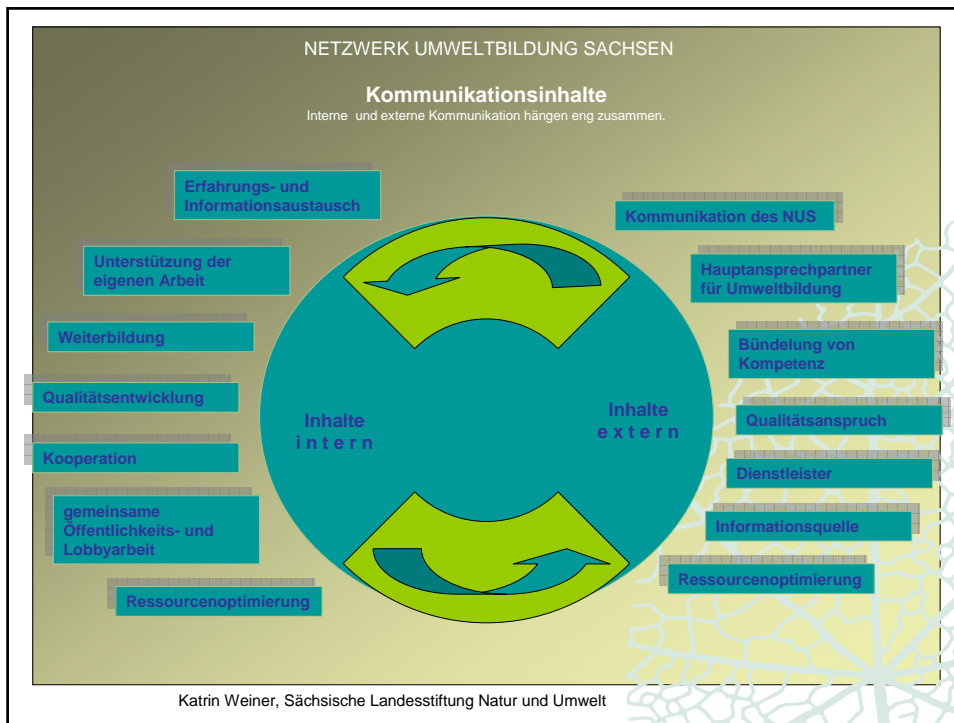 NETZWERK UMWELTBILDUNG SACHSEN
Kommunikationsinhalte
Interne und externe Kommunikation hängen eng zusammen.
Erfahrungs- und
Informationsaustausch
Unterstützung der
eigenen Arbeit
Weiterbildung
Qualitätsentwicklung
Kooperation
gemeinsame
Öffentlichkeits- und
Lobbyarbeit
Ressourcenoptimierung
Inhalte
i n t e r n
Inhalte
e x t e r n
Kommunikation des NUS
Hauptansprechpartner
für Umweltbildung
Bündelung von
Kompetenz
Qualitätsanspruch
Dienstleister
Informationsquelle
Ressourcenoptimierung
Katrin Weiner, Sächsische Landesstiftung Natur und Umwelt